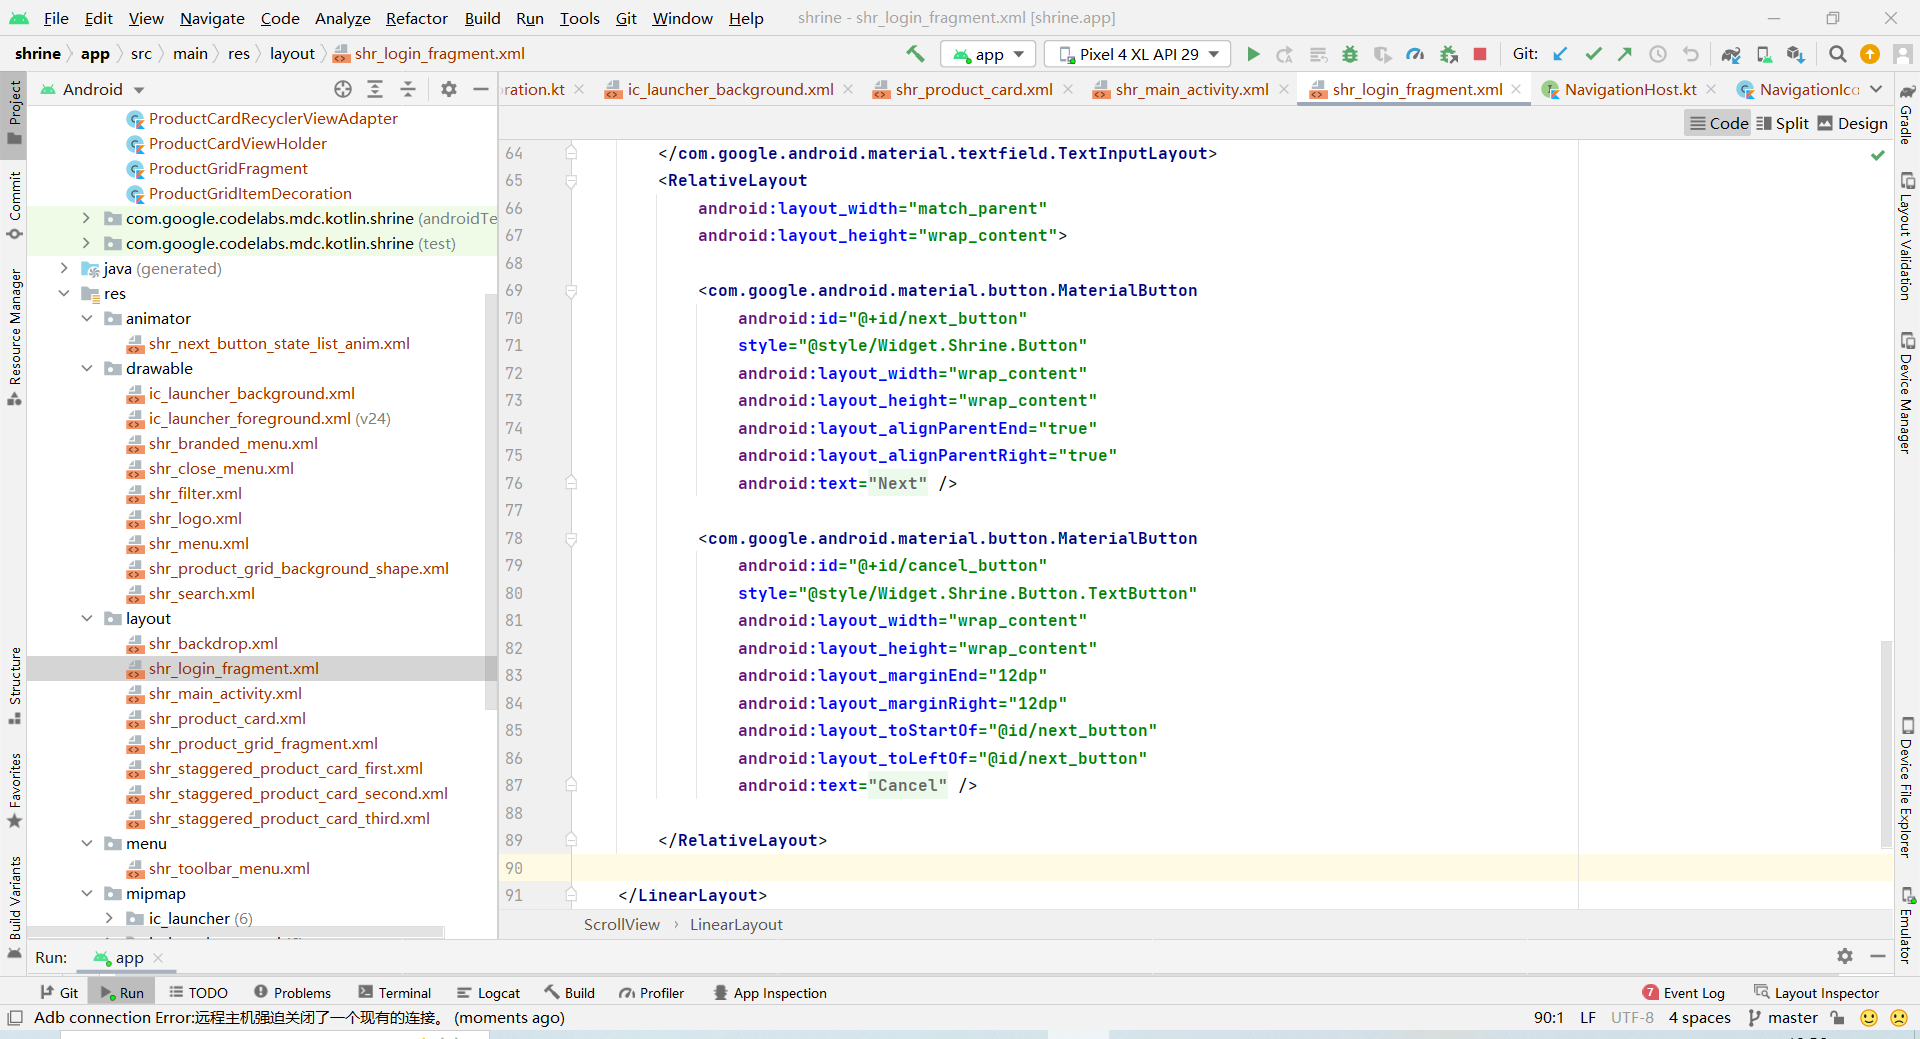 File Edit View Navigate Code Analyze Refactor Build Run Tools Git Window Help shrine - shr_login_fragment.xml [shrine.app]
shrine app src main res layout shr_login_fragment.xml app Pixel 4 XL API 29 Git:
Android oration.kt ic_launcher_background.xml shr_product_card.xml shr_main_activity.xml shr_login_fragment.xml NavigationHost.kt NavigationIco
Code Split Design
Project
Commit
Resource Manager
Structure
Favorites
Build Variants
ProductCardRecyclerViewAdapter
ProductCardViewHolder
ProductGridFragment
ProductGridItemDecoration
com.google.codelabs.mdc.kotlin.shrine (androidTe
com.google.codelabs.mdc.kotlin.shrine (test)
java (generated)
res
animator
shr_next_button_state_list_anim.xml
drawable
ic_launcher_background.xml
ic_launcher_foreground.xml (v24)
shr_branded_menu.xml
shr_close_menu.xml
shr_filter.xml
shr_logo.xml
shr_menu.xml
shr_product_grid_background_shape.xml
shr_search.xml
layout
shr_backdrop.xml
shr_login_fragment.xml
shr_main_activity.xml
shr_product_card.xml
shr_product_grid_fragment.xml
shr_staggered_product_card_first.xml
shr_staggered_product_card_second.xml
shr_staggered_product_card_third.xml
menu
shr_toolbar_menu.xml
mipmap
ic_launcher (6)
64 </com.google.android.material.textfield.TextInputLayout>
65 <RelativeLayout
66 android:layout_width="match_parent"
67 android:layout_height="wrap_content">
68
69 <com.google.android.material.button.MaterialButton
70 android:id="@+id/next_button"
71 style="@style/Widget.Shrine.Button"
72 android:layout_width="wrap_content"
73 android:layout_height="wrap_content"
74 android:layout_alignParentEnd="true"
75 android:layout_alignParentRight="true"
76 android:text="Next" />
77
78 <com.google.android.material.button.MaterialButton
79 android:id="@+id/cancel_button"
80 style="@style/Widget.Shrine.Button.TextButton"
81 android:layout_width="wrap_content"
82 android:layout_height="wrap_content"
83 android:layout_marginEnd="12dp"
84 android:layout_marginRight="12dp"
85 android:layout_toStartOf="@id/next_button"
86 android:layout_toLeftOf="@id/next_button"
87 android:text="Cancel" />
88
89 </RelativeLayout>
90
91 </LinearLayout>
ScrollView LinearLayout
Gradle
Layout Validation
Device Manager
Device File Explorer
Emulator
Run: app
Git Run TODO Problems Terminal Logcat Build Profiler App Inspection 7 Event Log Layout Inspector
Adb connection Error:远程主机强迫关闭了一个现有的连接。 (moments ago) 90:1 LF UTF-8 4 spaces master